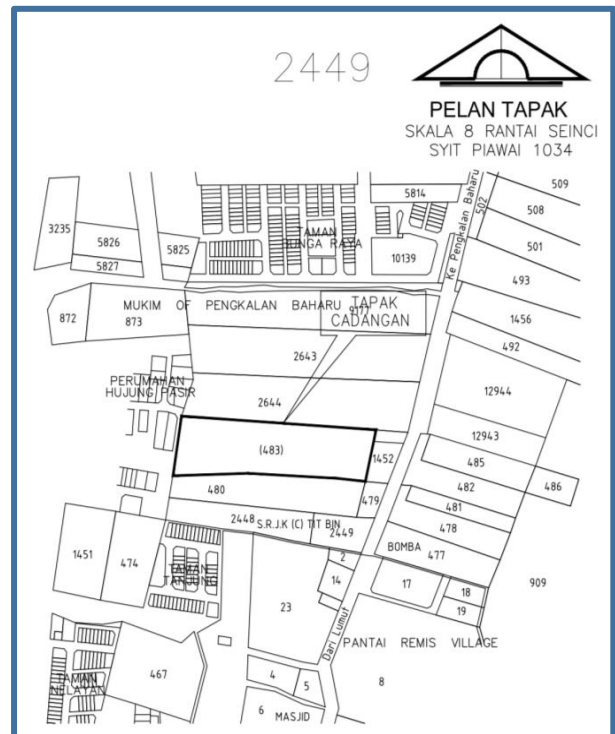 2449
PELAN TAPAK
SKALA 8 RANTAI SEINCI
SYIT PIAWAI 1034
509
5814
502
508
3235
5826
5825
TAMAN
BUNGA RAYA
501
5827
10139
Ke Pengkalan Baharu
493
MUKIM OF PENGKALAN BAHARU
9177
TAPAK
CADANGAN
872
873
1456
492
2643
PERUMAHAN
HUJUNG PASIR
12944
2644
12943
(483)
1452
485
480
482
486
479
481
2448
S.R.J.K (C) TIT BIN
2449
478
BOMBA
477
1451
474
TAMAN
TANJUNG
2
14
17
18
19
909
23
Dari Lumut
PANTAI REMIS VILLAGE
467
TAMAN
NELAYAN
4
5
8
6
MASJID